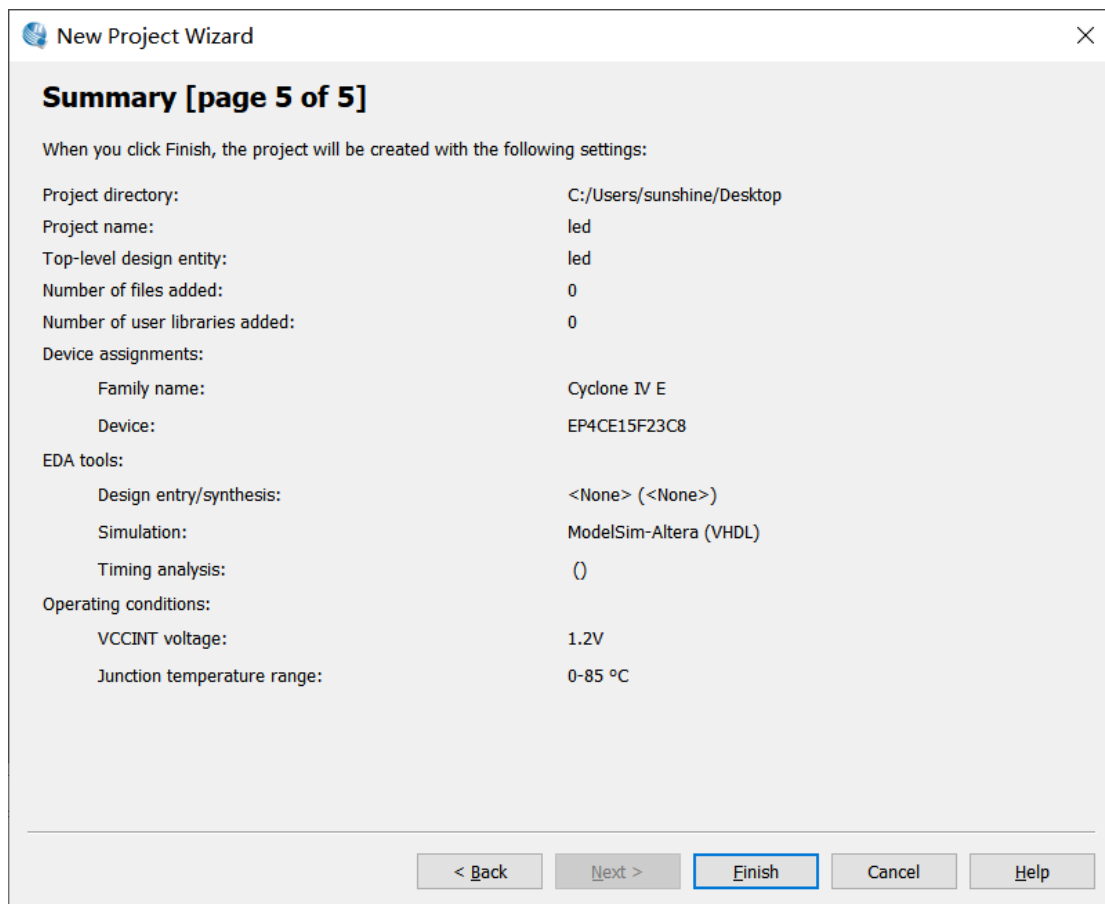 New Project Wizard
Summary [page 5 of 5]
When you click Finish, the project will be created with the following settings:
Project directory: C:/Users/sunshine/Desktop
Project name: led
Top-level design entity: led
Number of files added: 0
Number of user libraries added: 0
Device assignments:
Family name: Cyclone IV E
Device: EP4CE15F23C8
EDA tools:
Design entry/synthesis: <None> (<None>)
Simulation: ModelSim-Altera (VHDL)
Timing analysis: ()
Operating conditions:
VCCINT voltage: 1.2V
Junction temperature range: 0-85 ºC
< Back Next > Finish Cancel Help